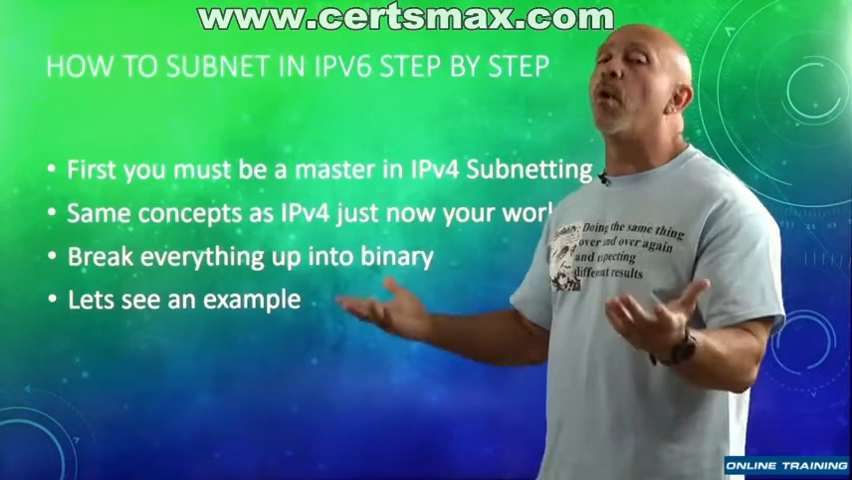 www.certsmax.com
HOW TO SUBNET IN IPV6 STEP BY STEP
• First you must be a master in IPv4 Subnetting
• Same concepts as IPv4 just now your
• Break everything up into binary
• Lets see an example
Doing the same thing
over and over again
and expecting
different results
ONLINE TRAINING